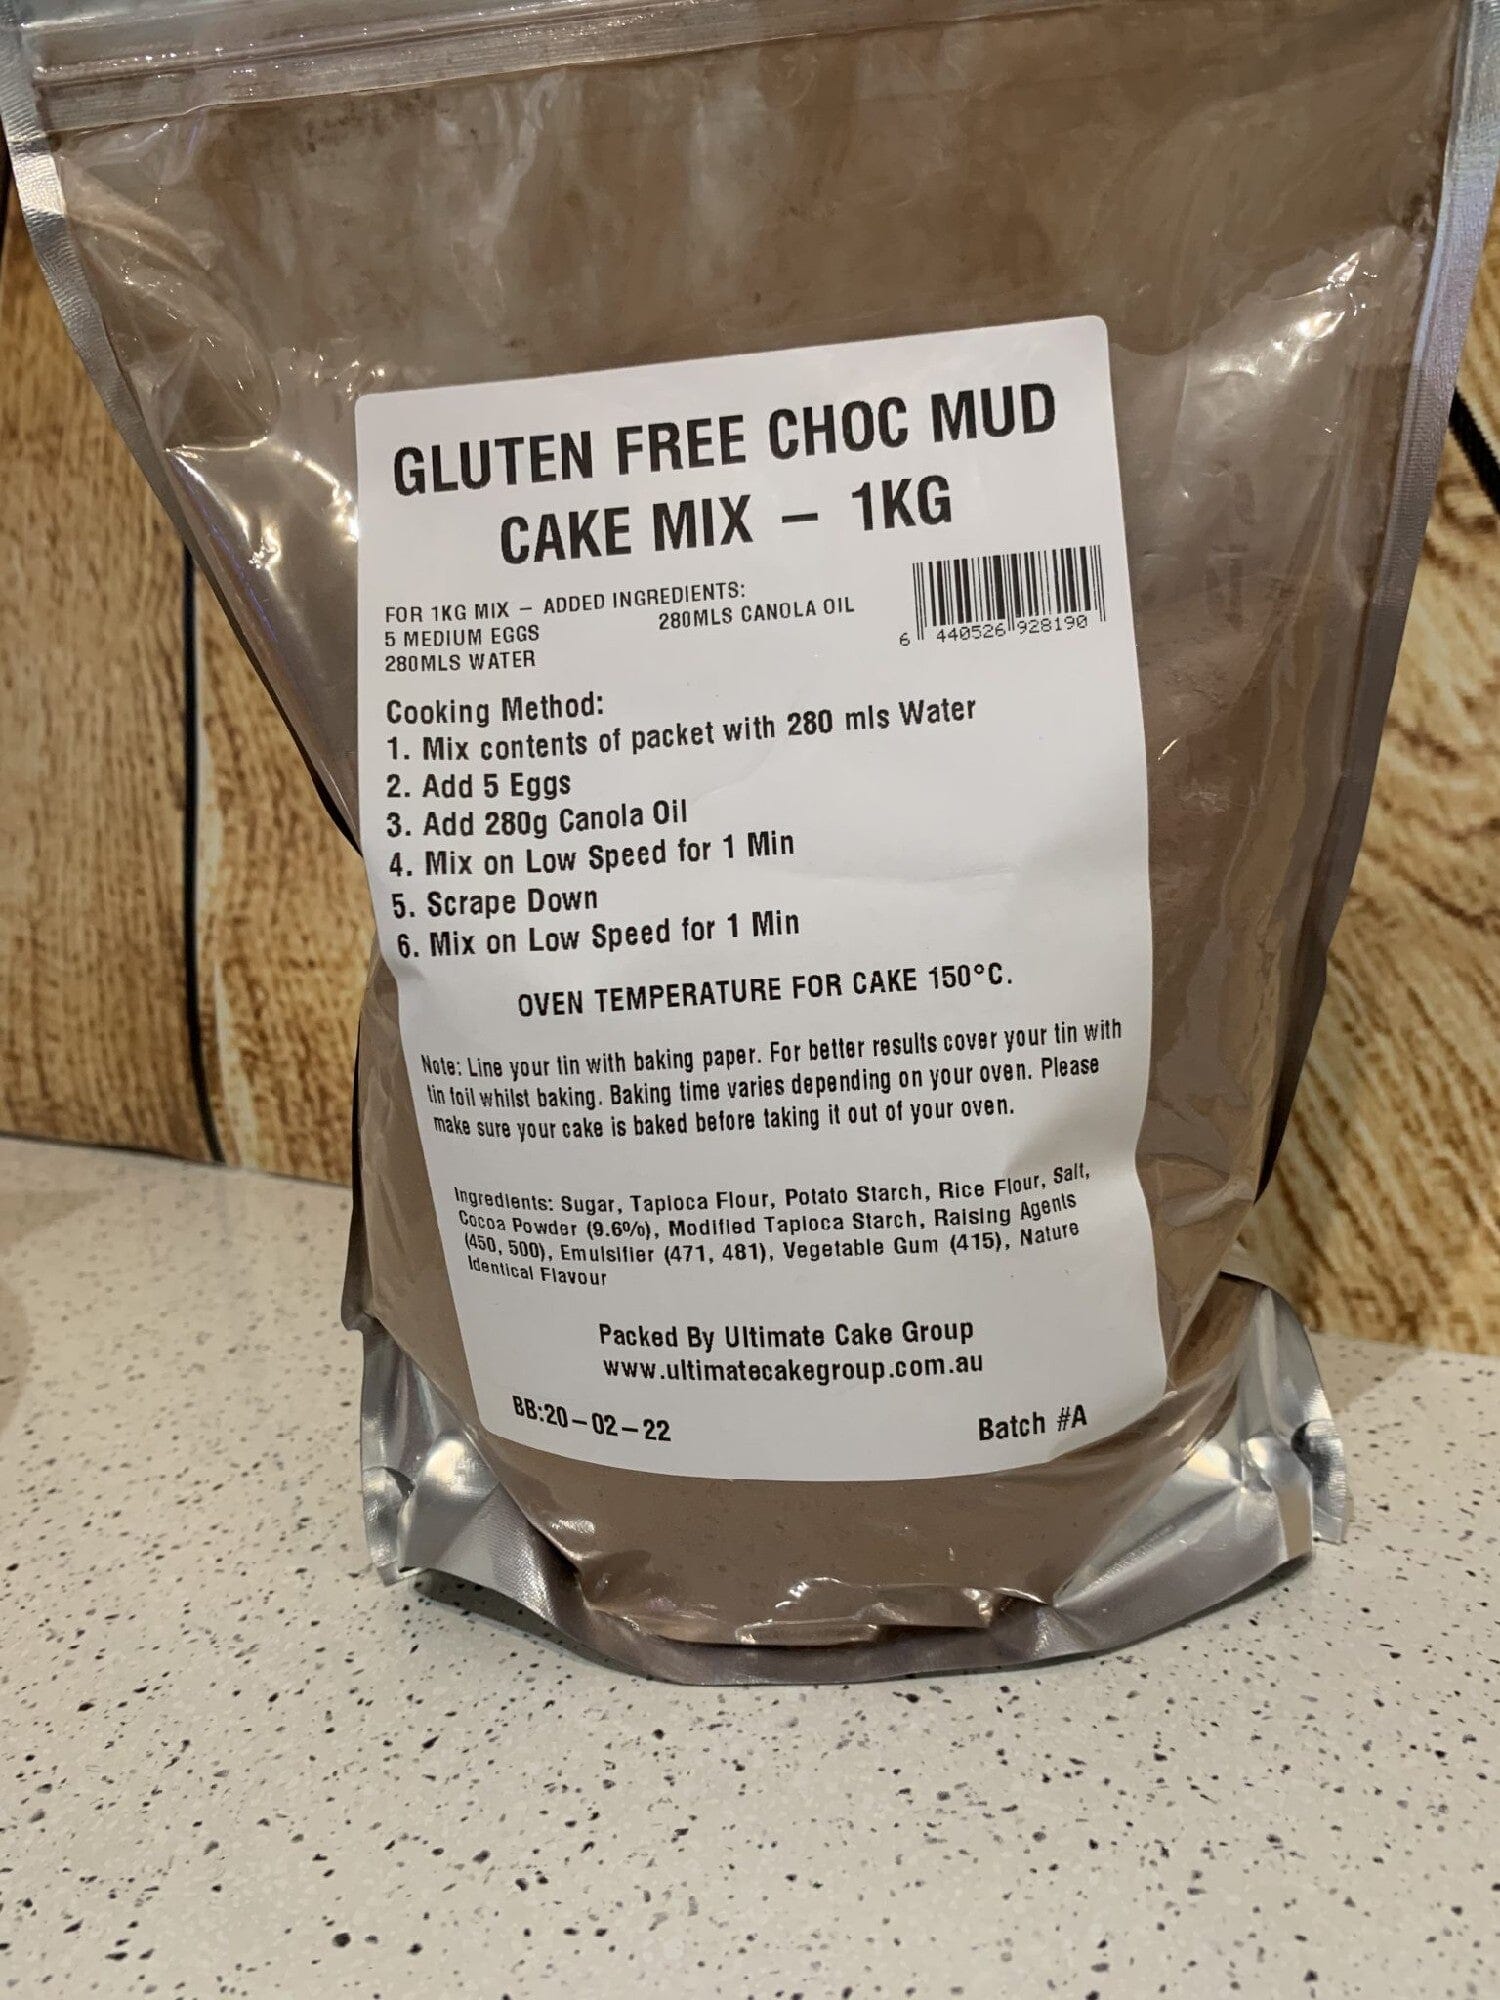 GLUTEN FREE CHOC MUD
CAKE MIX – 1KG
FOR 1KG MIX – ADDED INGREDIENTS:
5 MEDIUM EGGS 280MLS CANOLA OIL
280MLS WATER
6 440526 928190
Cooking Method:
1. Mix contents of packet with 280 mls Water
2. Add 5 Eggs
3. Add 280g Canola Oil
4. Mix on Low Speed for 1 Min
5. Scrape Down
6. Mix on Low Speed for 1 Min
OVEN TEMPERATURE FOR CAKE 150°C.
Note: Line your tin with baking paper. For better results cover your tin with
tin foil whilst baking. Baking time varies depending on your oven. Please
make sure your cake is baked before taking it out of your oven.
Ingredients: Sugar, Tapioca Flour, Potato Starch, Rice Flour, Salt,
Cocoa Powder (9.6%), Modified Tapioca Starch, Raising Agents
(450, 500), Emulsifier (471, 481), Vegetable Gum (415), Nature
Identical Flavour
Packed By Ultimate Cake Group
www.ultimatecakegroup.com.au
BB:20–02–22 Batch #A